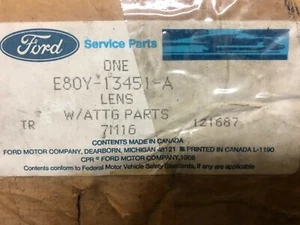 Ford
Service Parts
ONE
E8OY-13451-A
LENS
W/ATTG PARTS
TR 7M16 121687
CONTENTS MADE IN CANADA
FORD MOTOR COMPANY, DEARBORN, MICHIGAN 48121 PRINTED IN CANADA L-1190
CPR © FORD MOTOR COMPANY,1988
Contents conform to Federal Motor Vehicle Safety Standards, if any are applicable